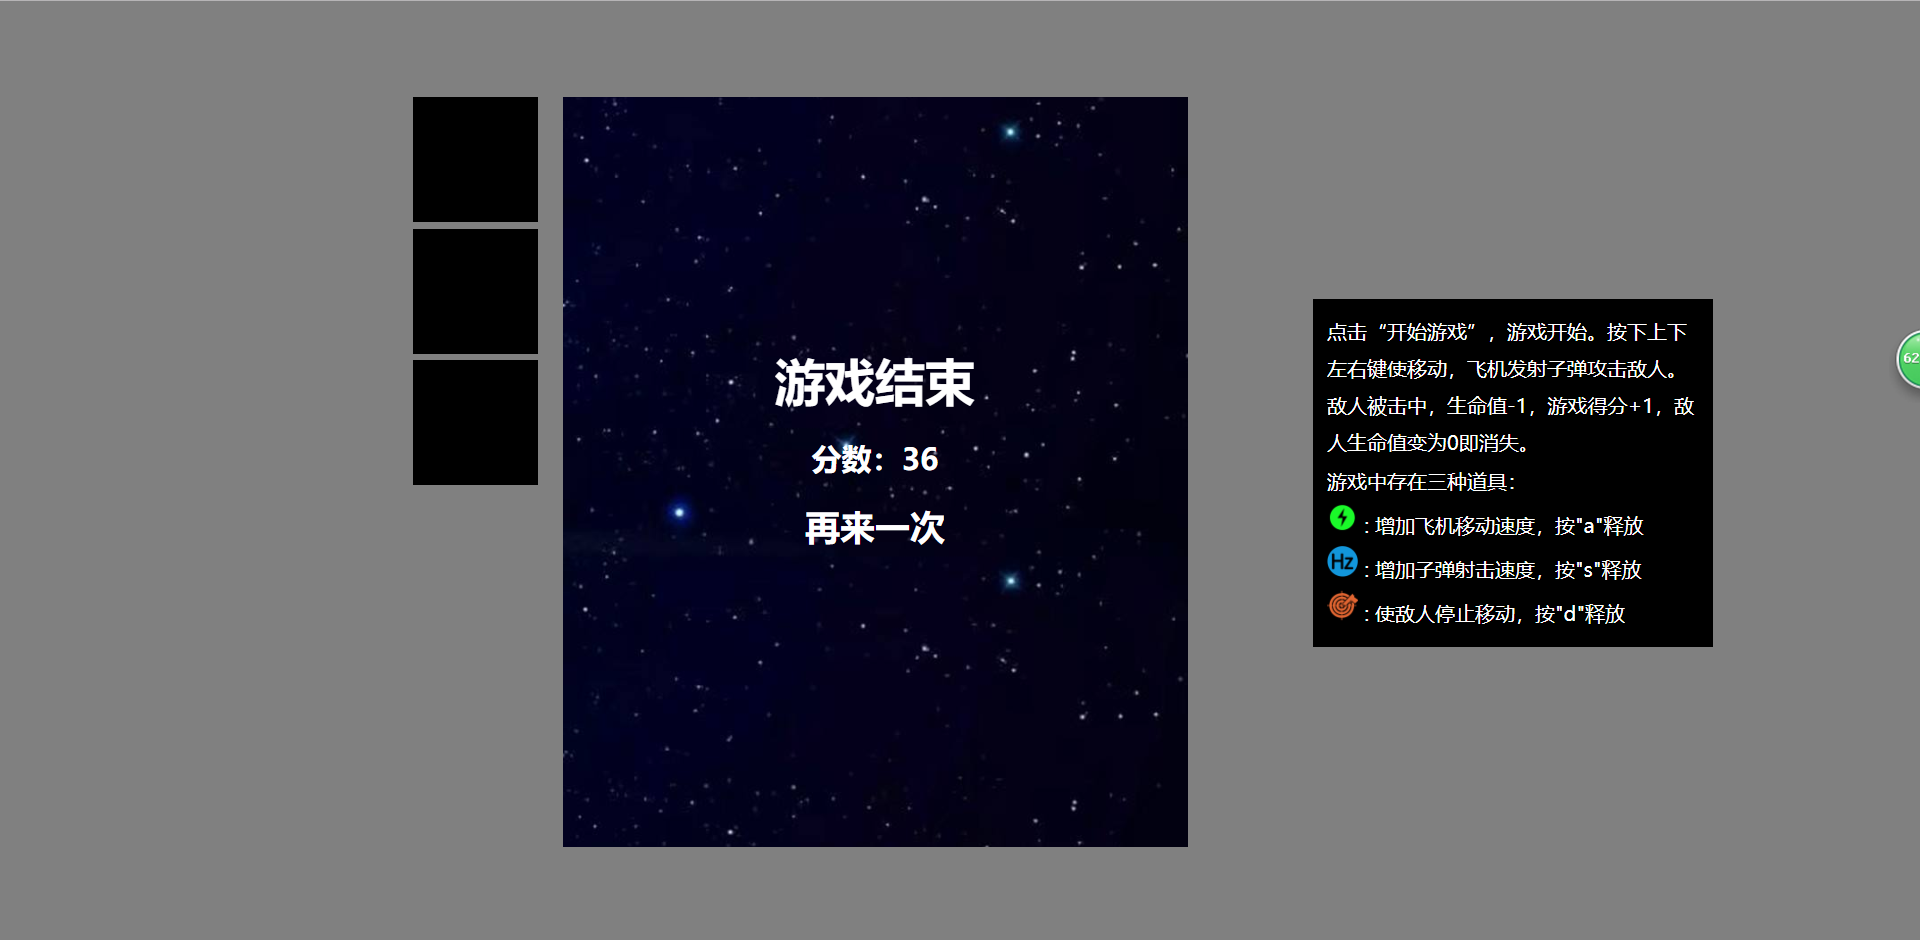 游戏结束
分数：36
再来一次
点击“开始游戏”，游戏开始。按下上下
左右键使移动，飞机发射子弹攻击敌人。
敌人被击中，生命值-1，游戏得分+1，敌
人生命值变为0即消失。
游戏中存在三种道具：
：增加飞机移动速度，按"a"释放
Hz：增加子弹射击速度，按"s"释放
：使敌人停止移动，按"d"释放
62